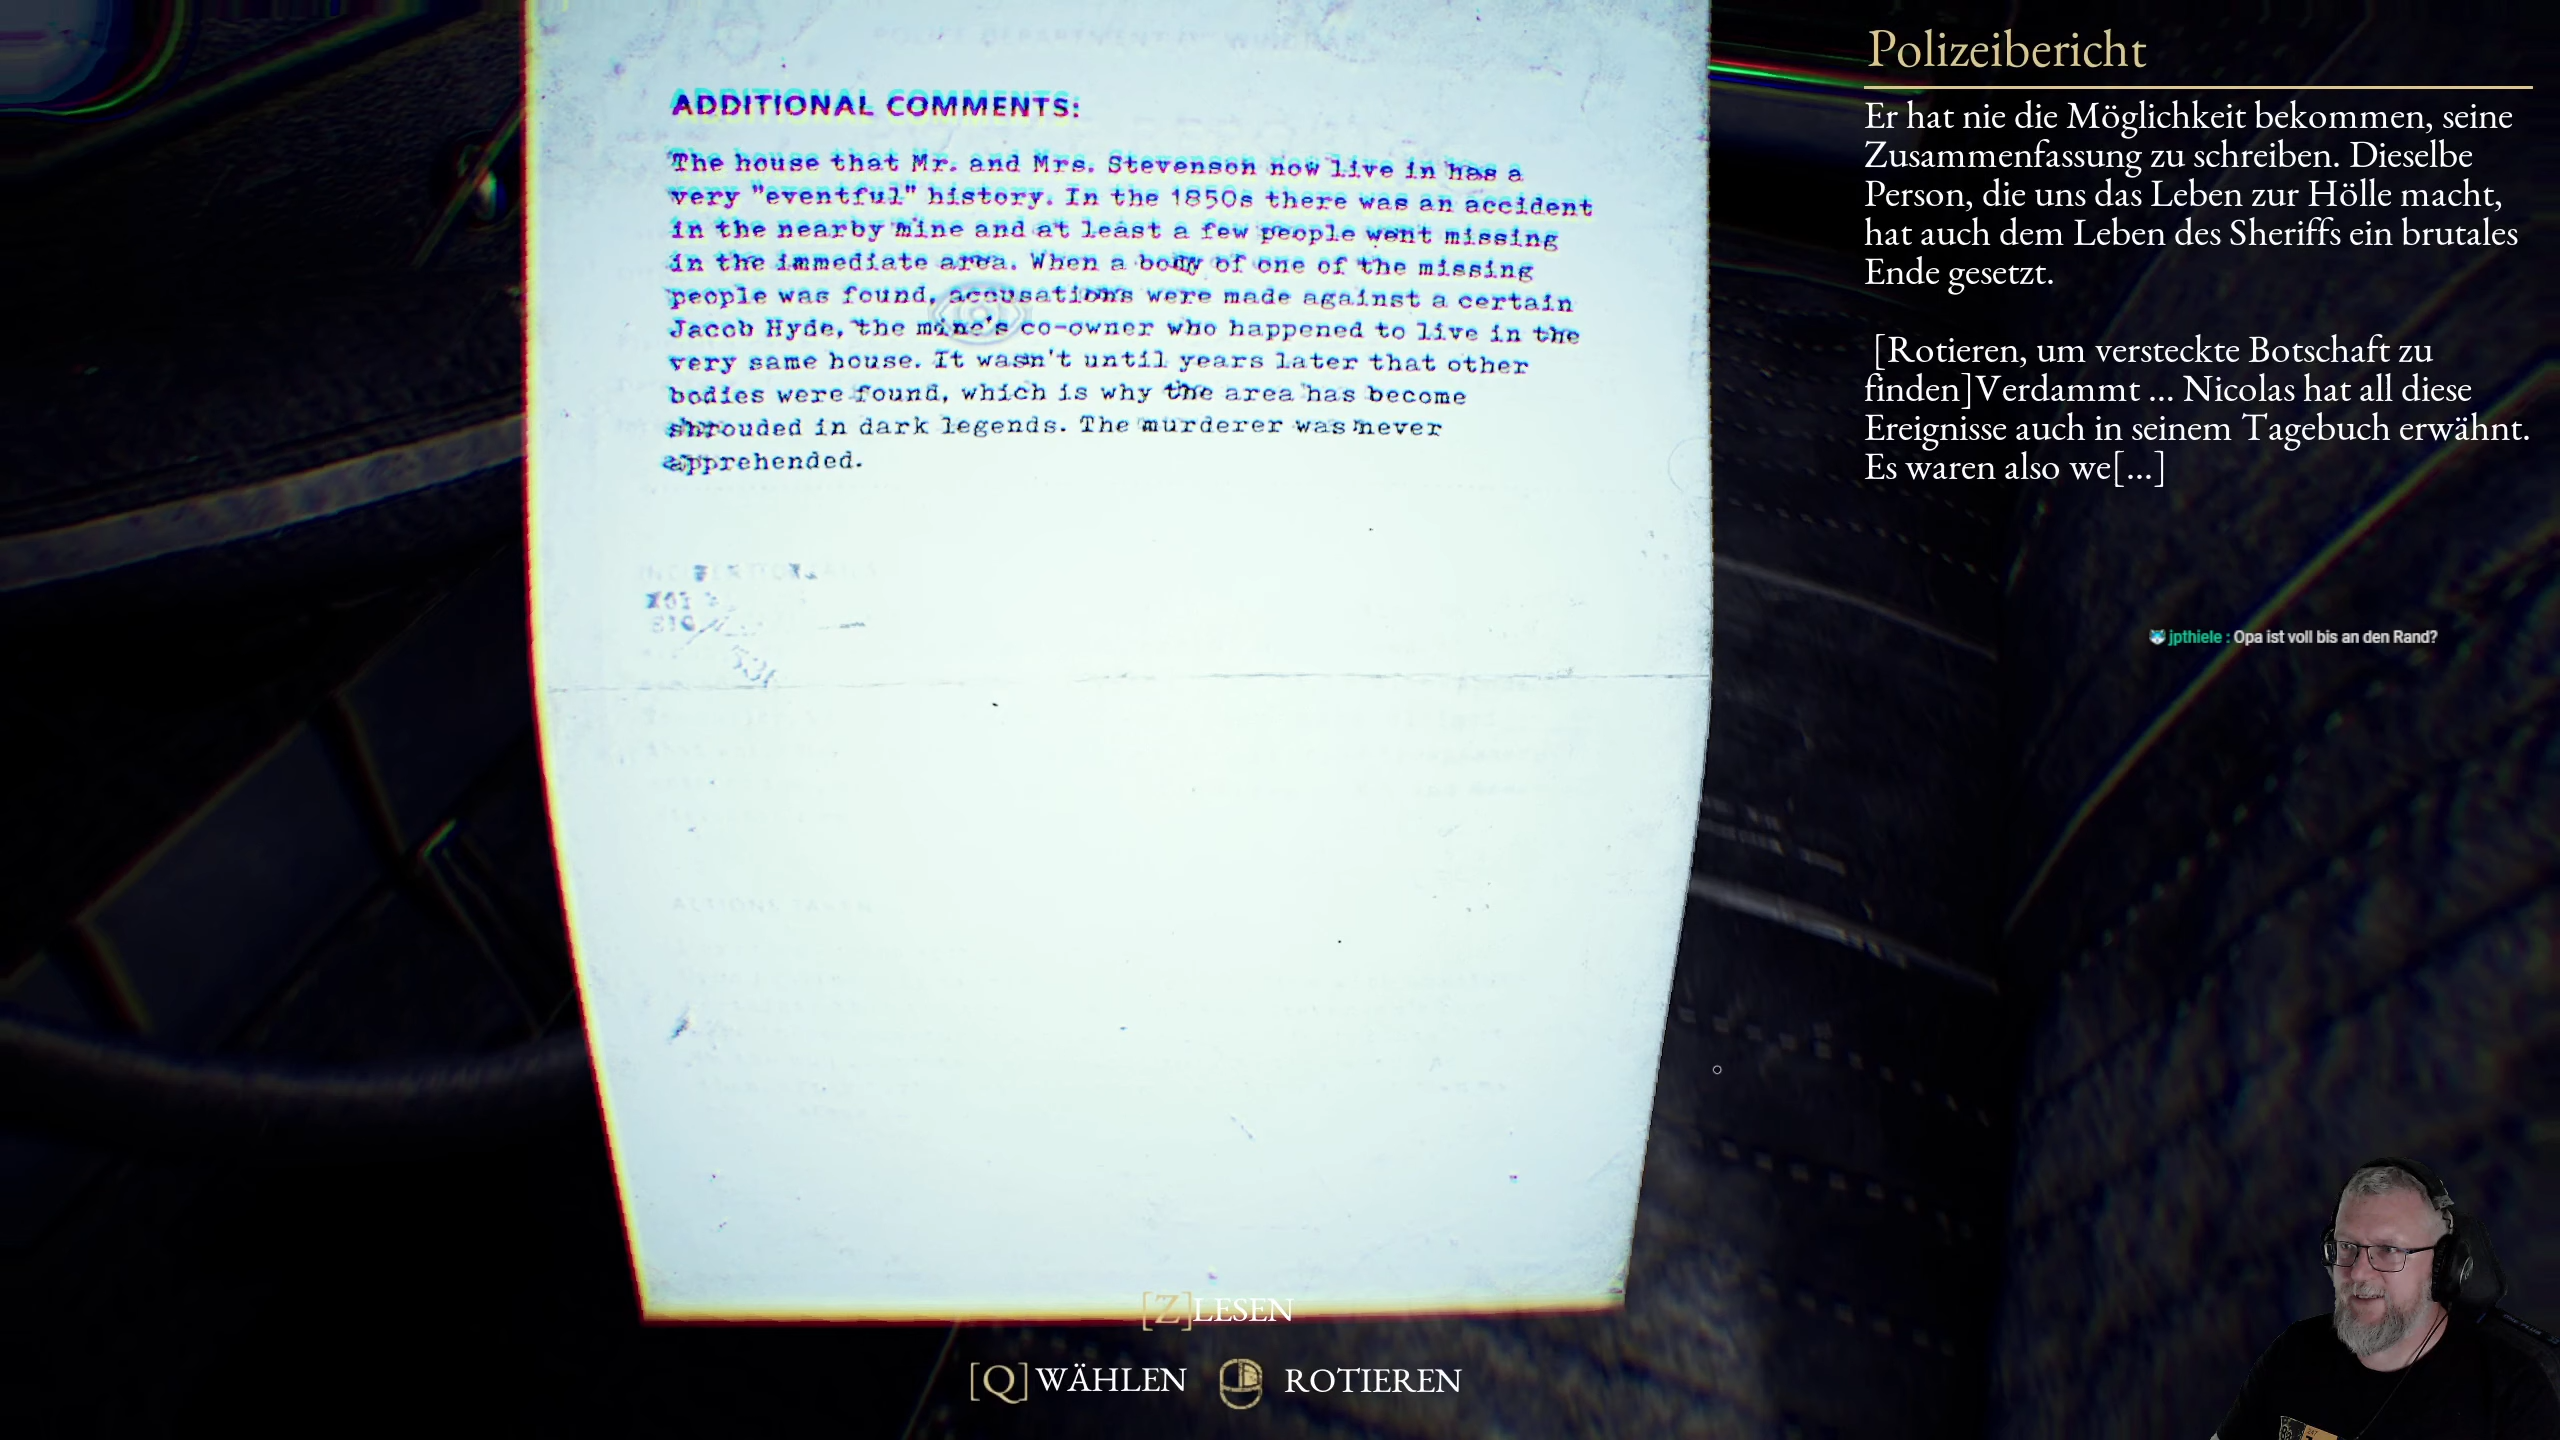 ADDITIONAL COMMENTS:
The house that Mr. and Mrs. Stevenson now live in has a
very "eventful" history. In the 1850s there was an accident
in the nearby mine and at least a few people went missing
in the immediate area. When a body of one of the missing
people was found, accusations were made against a certain
Jacob Hyde, the mine's co-owner who happened to live in the
very same house. It wasn't until years later that other
bodies were found, which is why the area has become
shrouded in dark legends. The murderer was never
apprehended.
Polizeibericht
Er hat nie die Möglichkeit bekommen, seine
Zusammenfassung zu schreiben. Dieselbe
Person, die uns das Leben zur Hölle macht,
hat auch dem Leben des Sheriffs ein brutales
Ende gesetzt.
[Rotieren, um versteckte Botschaft zu
finden]Verdammt ... Nicolas hat all diese
Ereignisse auch in seinem Tagebuch erwähnt.
Es waren also we[...]
jpthiele : Opa ist voll bis an den Rand?
[Z]LESEN
[Q] WÄHLEN ROTIEREN